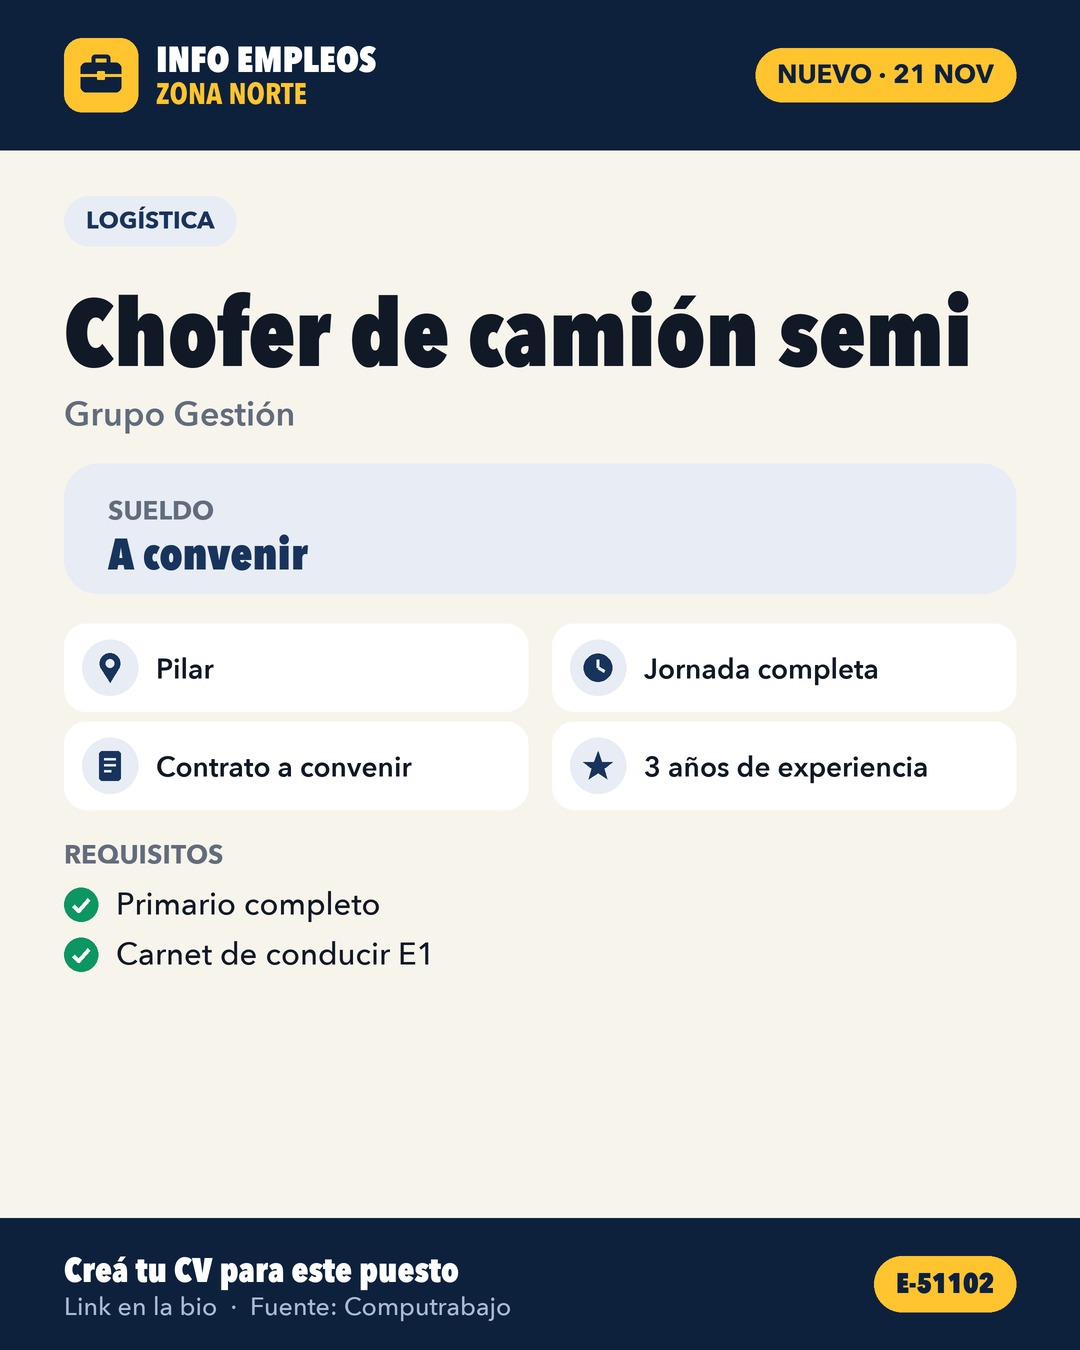 INFO EMPLEOS
ZONA NORTE
NUEVO · 21 NOV
LOGÍSTICA
Chofer de camión semi
Grupo Gestión
SUELDO
A convenir
Pilar
Jornada completa
Contrato a convenir
3 años de experiencia
REQUISITOS
Primario completo
Carnet de conducir E1
Creá tu CV para este puesto
Link en la bio · Fuente: Computrabajo
E-51102